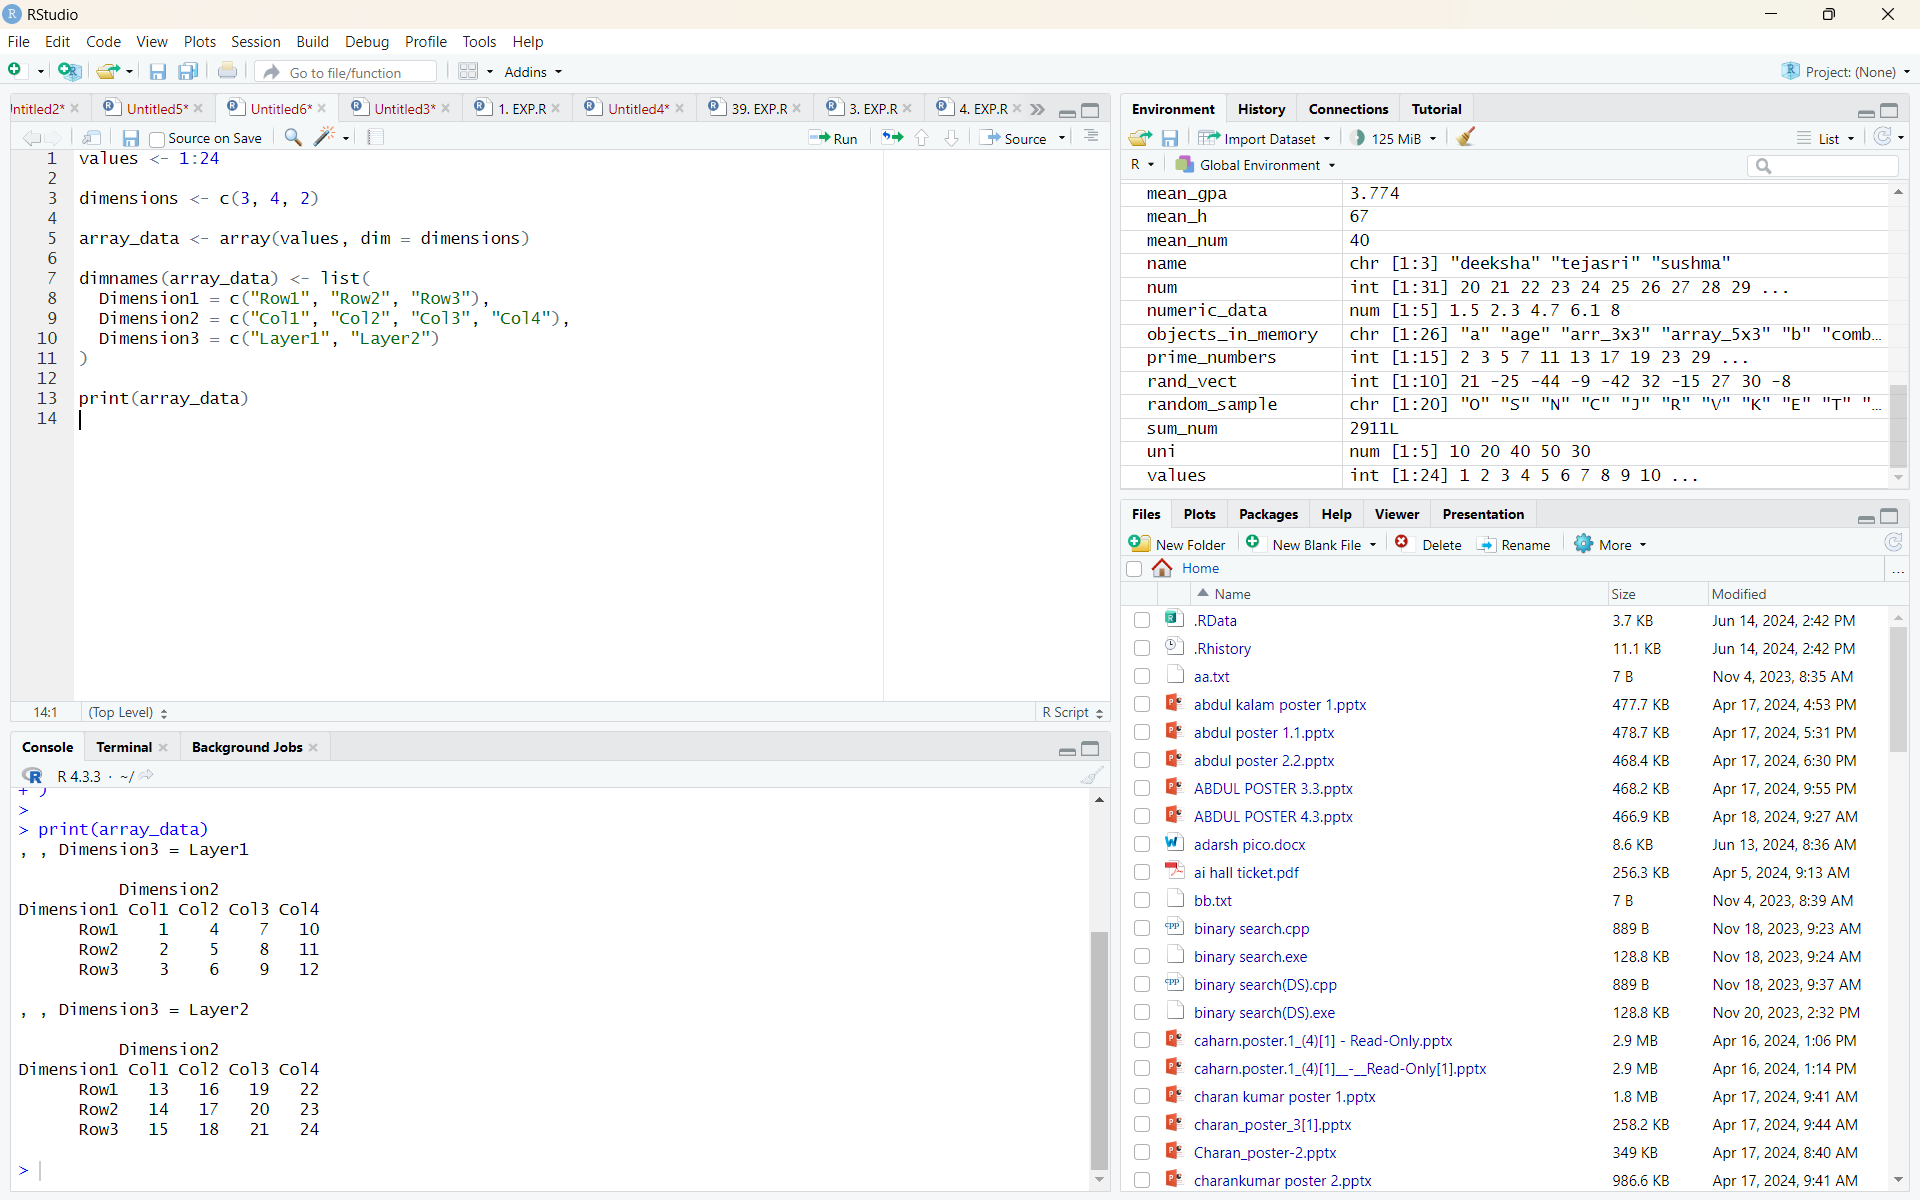 RStudio
File Edit Code View Plots Session Build Debug Profile Tools Help
Go to file/function Addins Project: (None)
Untitled5* Untitled6* Untitled3* 1. EXP.R Untitled4* 39. EXP.R 3. EXP.R 4. EXP.R
Source on Save Run Source
1 values <- 1:24
2
3 dimensions <- c(3, 4, 2)
4
5 array_data <- array(values, dim = dimensions)
6
7 dimnames(array_data) <- list(
8 Dimension1 = c("Row1", "Row2", "Row3"),
9 Dimension2 = c("Col1", "Col2", "Col3", "Col4"),
10 Dimension3 = c("Layer1", "Layer2")
11 )
12
13 print(array_data)
14
14:1 (Top Level) R Script
Console Terminal Background Jobs
R 4.3.3 · ~/
+ )
>
> print(array_data)
, , Dimension3 = Layer1
Dimension2
Dimension1 Col1 Col2 Col3 Col4
Row1 1 4 7 10
Row2 2 5 8 11
Row3 3 6 9 12
, , Dimension3 = Layer2
Dimension2
Dimension1 Col1 Col2 Col3 Col4
Row1 13 16 19 22
Row2 14 17 20 23
Row3 15 18 21 24
>
Environment History Connections Tutorial
Import Dataset 125 MiB List
R Global Environment
mean_gpa 3.774
mean_h 67
mean_num 40
name chr [1:3] "deeksha" "tejasri" "sushma"
num int [1:31] 20 21 22 23 24 25 26 27 28 29 ...
numeric_data num [1:5] 1.5 2.3 4.7 6.1 8
objects_in_memory chr [1:26] "a" "age" "arr_3x3" "array_5x3" "b" "comb…
prime_numbers int [1:15] 2 3 5 7 11 13 17 19 23 29 ...
rand_vect int [1:10] 21 -25 -44 -9 -42 32 -15 27 30 -8
random_sample chr [1:20] "O" "S" "N" "C" "J" "R" "V" "K" "E" "T" "…
sum_num 2911L
uni num [1:5] 10 20 40 50 30
values int [1:24] 1 2 3 4 5 6 7 8 9 10 ...
Files Plots Packages Help Viewer Presentation
New Folder New Blank File Delete Rename More
Home ...
Name Size Modified
.RData 3.7 KB Jun 14, 2024, 2:42 PM
.Rhistory 11.1 KB Jun 14, 2024, 2:42 PM
aa.txt 7 B Nov 4, 2023, 8:35 AM
abdul kalam poster 1.pptx 477.7 KB Apr 17, 2024, 4:53 PM
abdul poster 1.1.pptx 478.7 KB Apr 17, 2024, 5:31 PM
abdul poster 2.2.pptx 468.4 KB Apr 17, 2024, 6:30 PM
ABDUL POSTER 3.3.pptx 468.2 KB Apr 17, 2024, 9:55 PM
ABDUL POSTER 4.3.pptx 466.9 KB Apr 18, 2024, 9:27 AM
adarsh pico.docx 8.6 KB Jun 13, 2024, 8:36 AM
ai hall ticket.pdf 256.3 KB Apr 5, 2024, 9:13 AM
bb.txt 7 B Nov 4, 2023, 8:39 AM
binary search.cpp 889 B Nov 18, 2023, 9:23 AM
binary search.exe 128.8 KB Nov 18, 2023, 9:24 AM
binary search(DS).cpp 889 B Nov 18, 2023, 9:37 AM
binary search(DS).exe 128.8 KB Nov 20, 2023, 2:32 PM
caharn.poster.1_(4)[1] - Read-Only.pptx 2.9 MB Apr 16, 2024, 1:06 PM
caharn.poster.1_(4)[1]_-_Read-Only[1].pptx 2.9 MB Apr 16, 2024, 1:14 PM
charan kumar poster 1.pptx 1.8 MB Apr 17, 2024, 9:41 AM
charan_poster_3[1].pptx 258.2 KB Apr 17, 2024, 9:44 AM
Charan_poster-2.pptx 349 KB Apr 17, 2024, 8:40 AM
charankumar poster 2.pptx 986.6 KB Apr 17, 2024, 9:41 AM